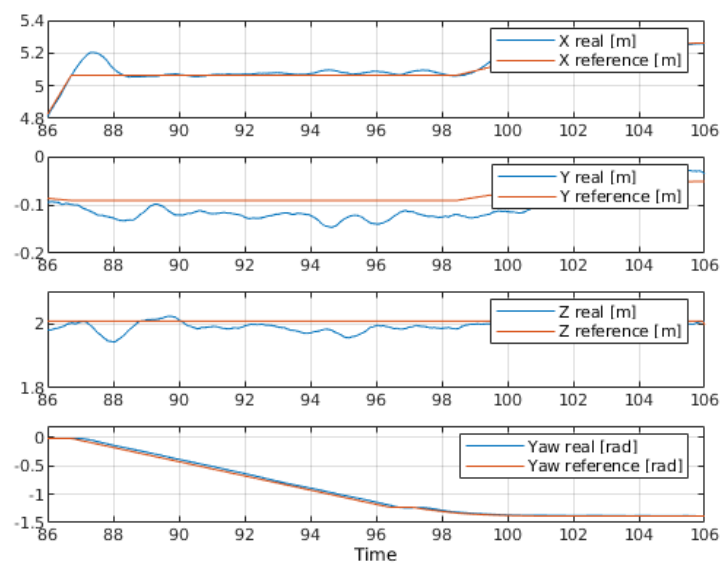 5.4
5.2
5
4.8
X real [m]
X reference [m]
86 88 90 92 94 96 98 100 102 104 106
0
-0.1
-0.2
Y real [m]
Y reference [m]
86 88 90 92 94 96 98 100 102 104 106
2
1.8
Z real [m]
Z reference [m]
86 88 90 92 94 96 98 100 102 104 106
0
-0.5
-1
-1.5
Yaw real [rad]
Yaw reference [rad]
86 88 90 92 94 96 98 100 102 104 106
Time